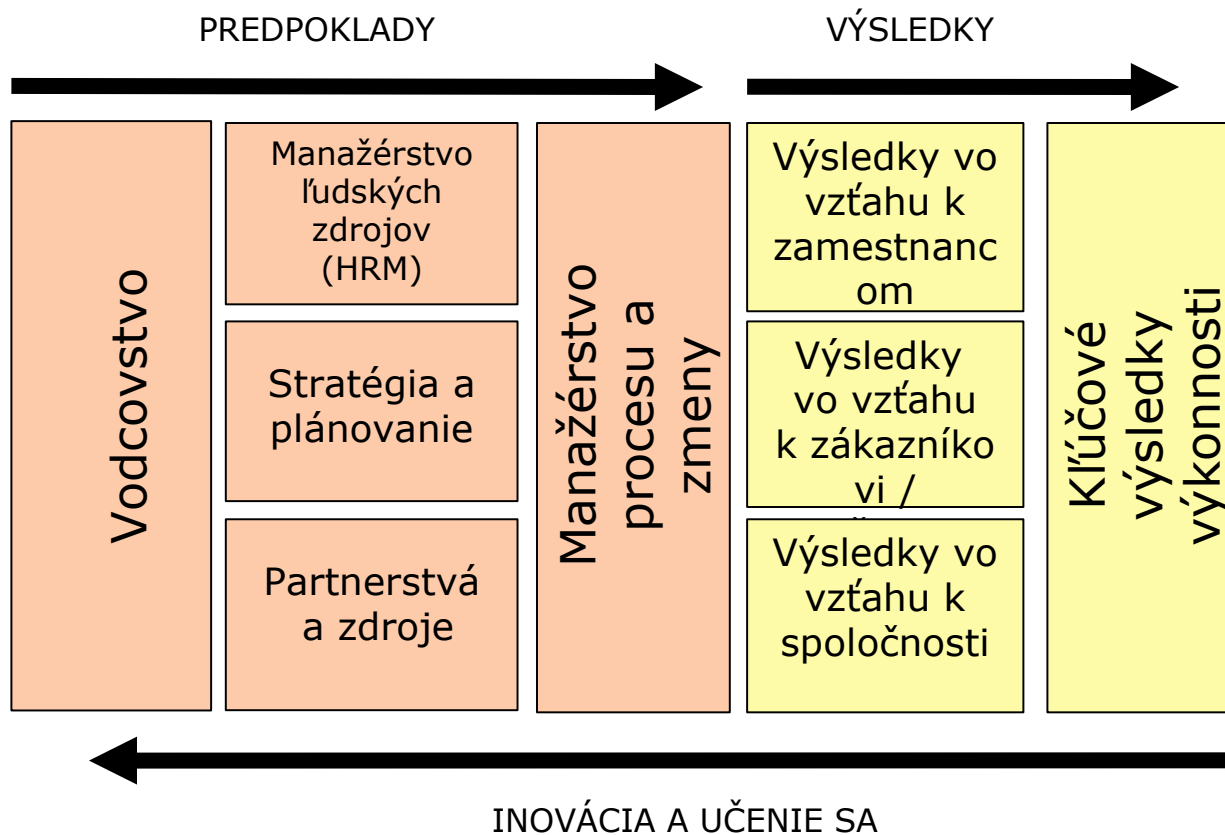 PREDPOKLADY
VÝSLEDKY
Vodcovstvo
Manažérstvo
ľudských
zdrojov
(HRM)
Stratégia a
plánovanie
Partnerstvá
a zdroje
Manažérstvo
procesu a
zmeny
Výsledky vo
vzťahu k
zamestnanc
om
Výsledky
vo vzťahu
k zákazníko
vi /
Výsledky vo
vzťahu k
spoločnosti
Kľúčové
výsledky
výkonnosti
INOVÁCIA A UČENIE SA